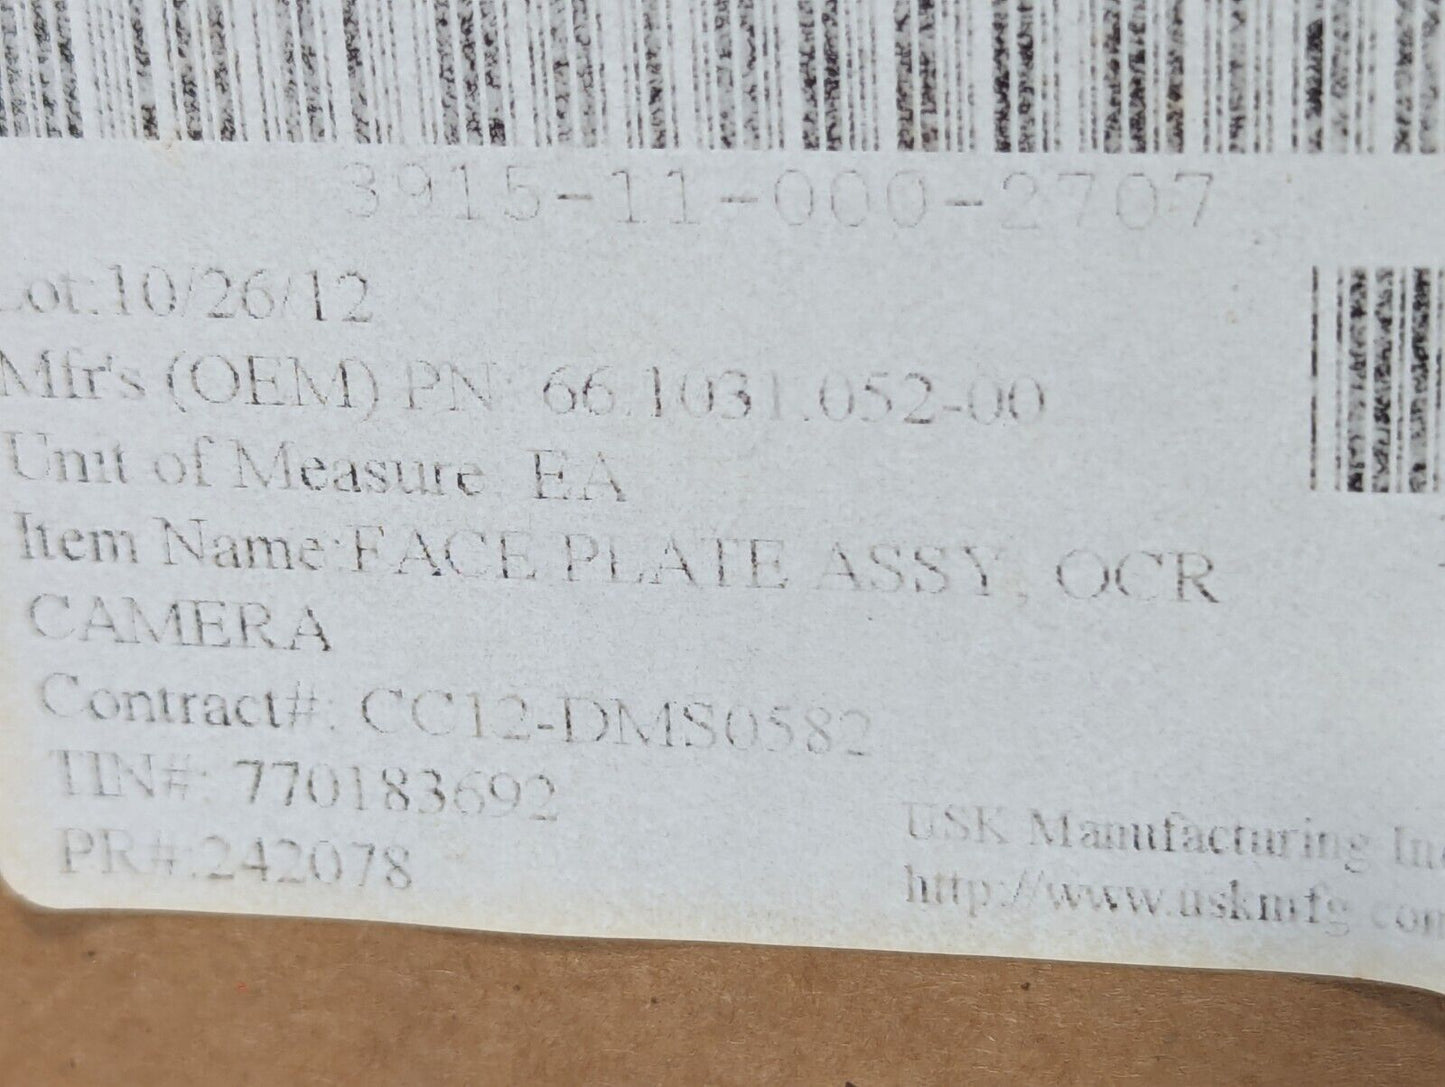 3915-11-000-2707
Lot:10/26/12
Mfr's (OEM) PN: 66.1031.052-00
Unit of Measure: EA
Item Name:FACE PLATE ASSY, OCR
CAMERA
Contract#: CC12-DMS0582
TIN#: 770183692
PR#:242078
USK Manufacturing In
http://www.uskmfg.com